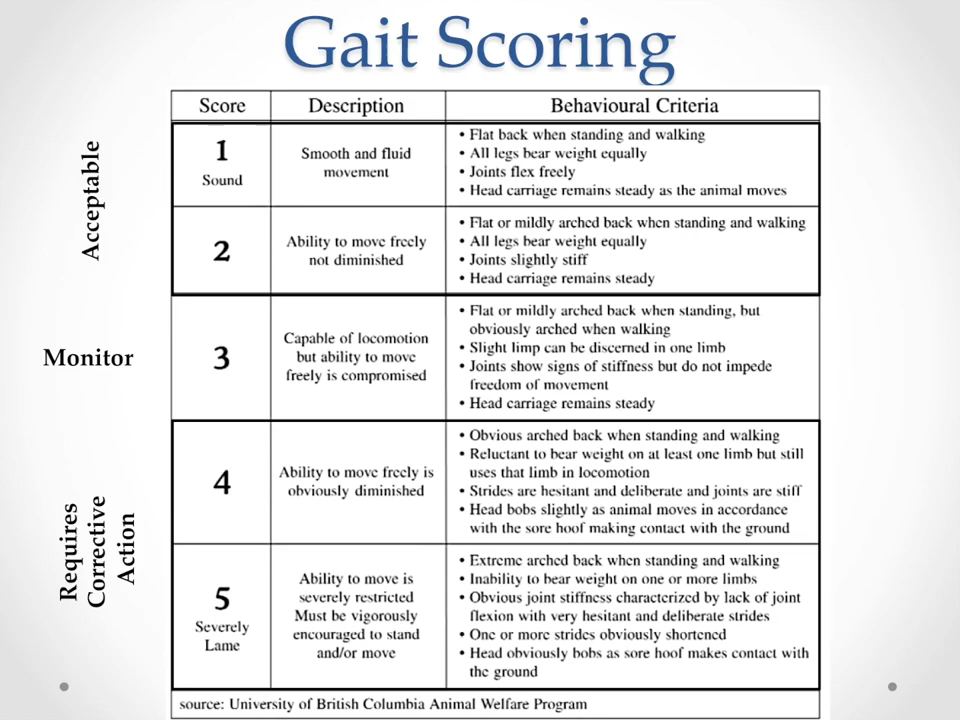 Gait Scoring
Score Description Behavioural Criteria
Acceptable
1
Sound
Smooth and fluid
movement
• Flat back when standing and walking
• All legs bear weight equally
• Joints flex freely
• Head carriage remains steady as the animal moves
2
Ability to move freely
not diminished
• Flat or mildly arched back when standing and walking
• All legs bear weight equally
• Joints slightly stiff
• Head carriage remains steady
Monitor
3
Capable of locomotion
but ability to move
freely is compromised
• Flat or mildly arched back when standing, but
obviously arched when walking
• Slight limp can be discerned in one limb
• Joints show signs of stiffness but do not impede
freedom of movement
• Head carriage remains steady
Requires
Corrective
Action
4
Ability to move freely is
obviously diminished
• Obvious arched back when standing and walking
• Reluctant to bear weight on at least one limb but still
uses that limb in locomotion
• Strides are hesitant and deliberate and joints are stiff
• Head bobs slightly as animal moves in accordance
with the sore hoof making contact with the ground
5
Severely
Lame
Ability to move is
severely restricted
Must be vigorously
encouraged to stand
and/or move
• Extreme arched back when standing and walking
• Inability to bear weight on one or more limbs
• Obvious joint stiffness characterized by lack of joint
flexion with very hesitant and deliberate strides
• One or more strides obviously shortened
• Head obviously bobs as sore hoof makes contact with
the ground
source: University of British Columbia Animal Welfare Program